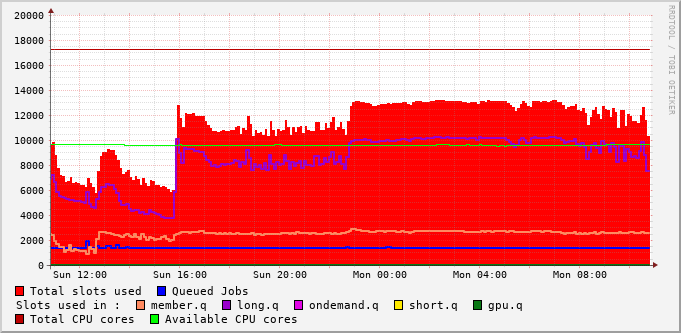 20000
18000
16000
14000
12000
10000
8000
6000
4000
2000
0
Sun 12:00 Sun 16:00 Sun 20:00 Mon 00:00 Mon 04:00 Mon 08:00
Total slots used Queued Jobs
Slots used in : member.q long.q ondemand.q short.q gpu.q
Total CPU cores Available CPU cores
RRDTOOL / TOBI OETIKER